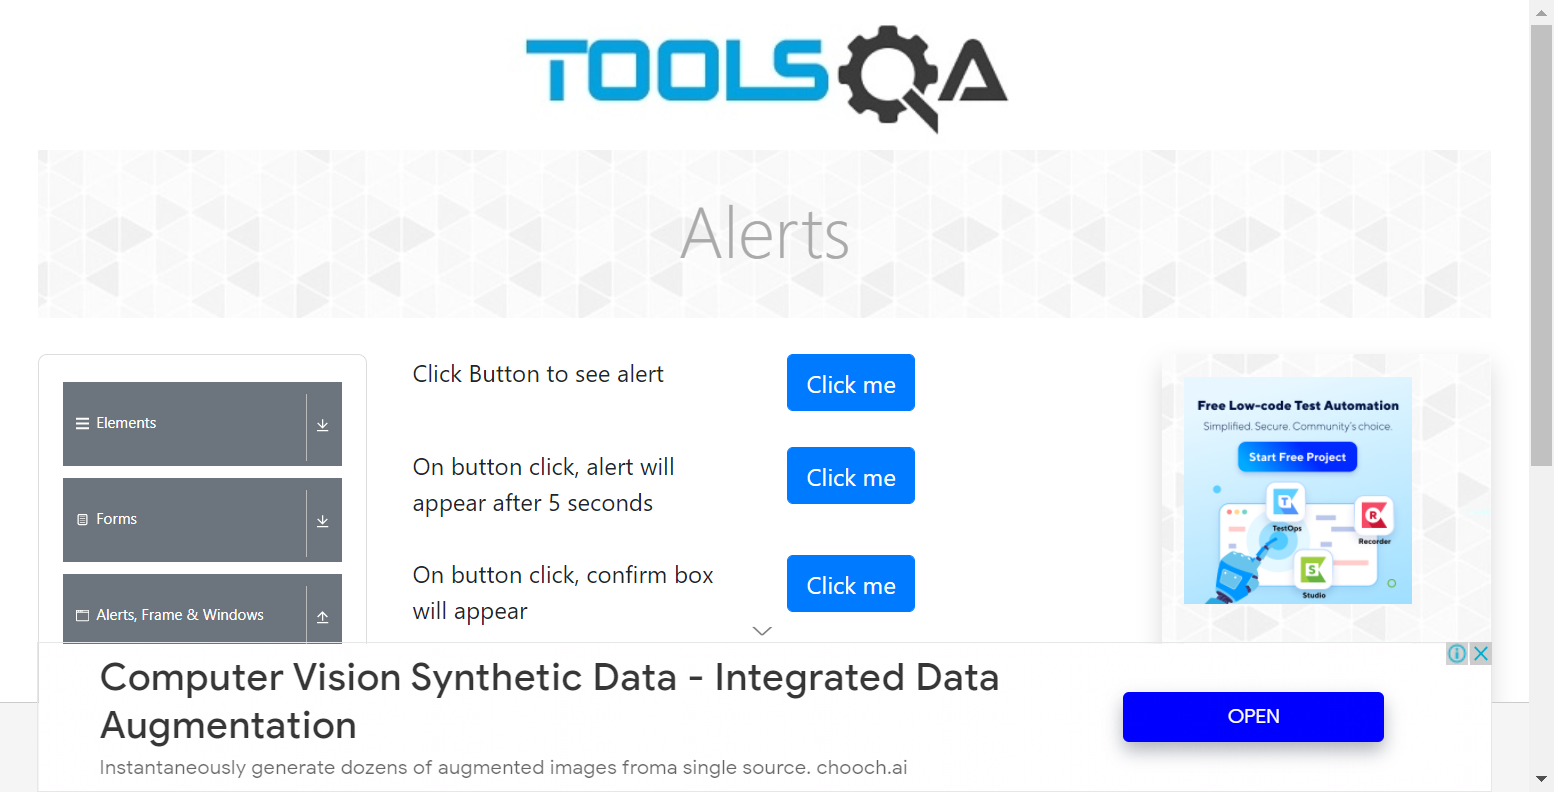 TOOLSQA
Alerts
Elements
Forms
Alerts, Frame & Windows
Click Button to see alert
Click me
On button click, alert will
appear after 5 seconds
Click me
On button click, confirm box
will appear
Click me
Free Low-code Test Automation
Simplified. Secure. Community's choice.
Start Free Project
T
TestOps
R
Recorder
S
Studio
Computer Vision Synthetic Data - Integrated Data
Augmentation
Instantaneously generate dozens of augmented images froma single source. chooch.ai
OPEN